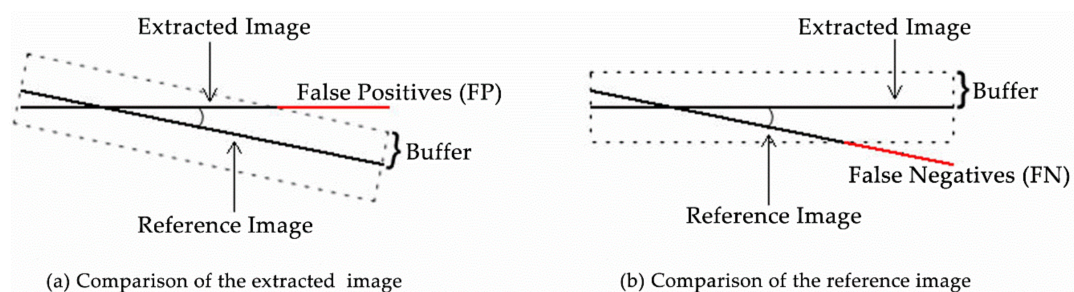 Extracted Image
False Positives (FP)
Buffer
Reference Image
(a) Comparison of the extracted image
Extracted Image
Buffer
False Negatives (FN)
Reference Image
(b) Comparison of the reference image